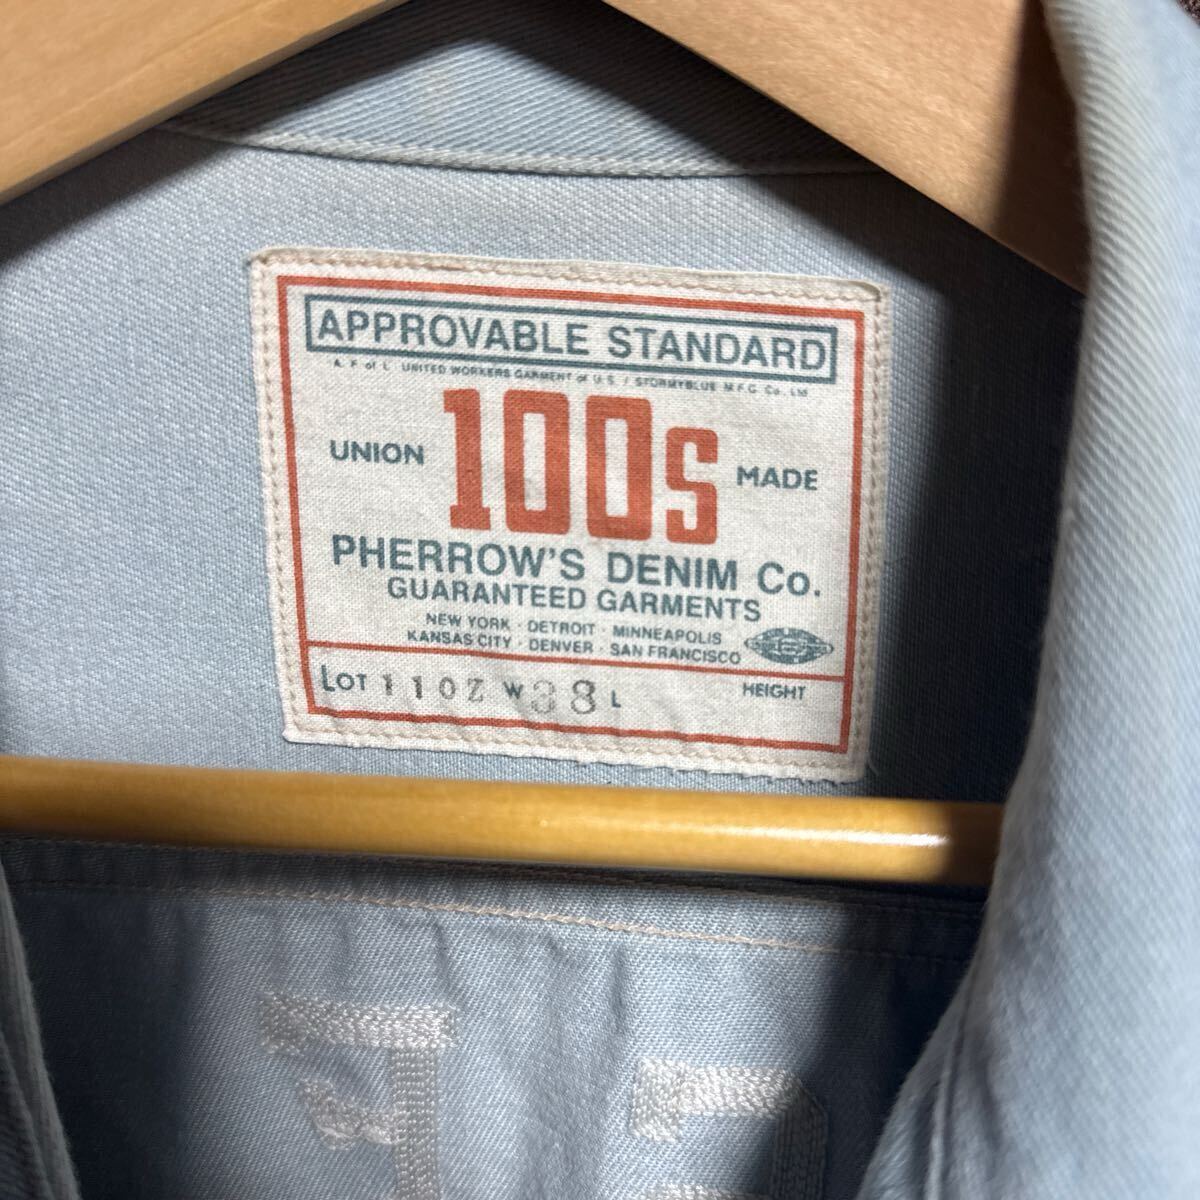 APPROVABLE STANDARD
A. F of L UNITED WORKERS GARMENT of U.S. / STORMYBLUE M.F.G. Co. Ltd
UNION 100s MADE
PHERROW'S DENIM Co.
GUARANTEED GARMENTS
NEW YORK · DETROIT · MINNEAPOLIS
KANSAS CITY · DENVER · SAN FRANCISCO
LOT 110Z W 38 L HEIGHT